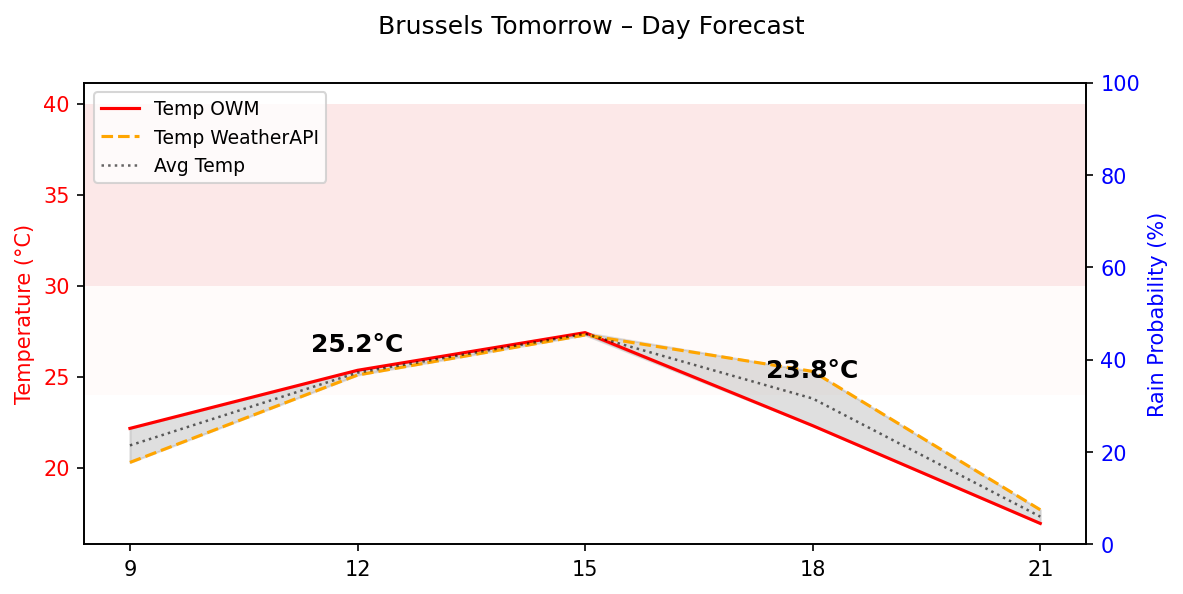 Brussels Tomorrow – Day Forecast
Temp OWM
Temp WeatherAPI
Avg Temp
Temperature (°C)
40
35
30
25
20
25.2°C
23.8°C
100
80
60
40
20
0
Rain Probability (%)
9
12
15
18
21